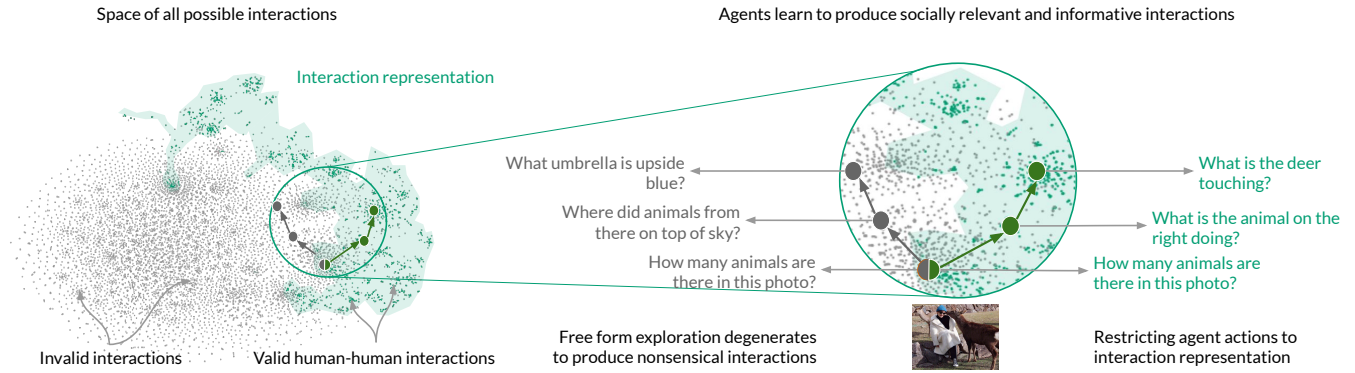 Space of all possible interactions
Agents learn to produce socially relevant and informative interactions
Interaction representation
What umbrella is upside
blue?
What is the deer
touching?
Where did animals from
there on top of sky?
What is the animal on the
right doing?
How many animals are
there in this photo?
How many animals are
there in this photo?
Invalid interactions
Valid human-human interactions
Free form exploration degenerates
to produce nonsensical interactions
Restricting agent actions to
interaction representation